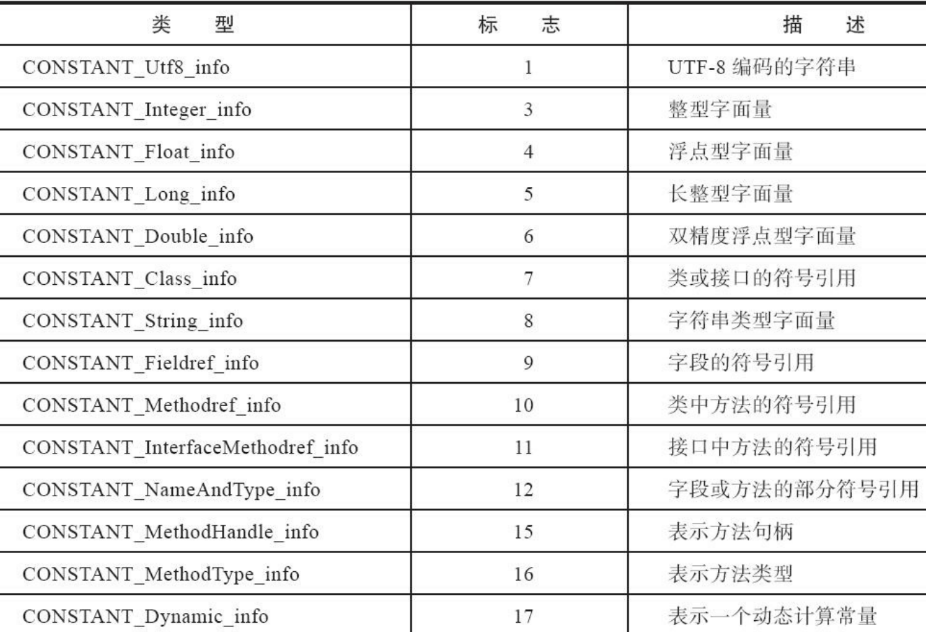 类 型 标 志 描 述
CONSTANT_Utf8_info 1 UTF-8 编码的字符串
CONSTANT_Integer_info 3 整型字面量
CONSTANT_Float_info 4 浮点型字面量
CONSTANT_Long_info 5 长整型字面量
CONSTANT_Double_info 6 双精度浮点型字面量
CONSTANT_Class_info 7 类或接口的符号引用
CONSTANT_String_info 8 字符串类型字面量
CONSTANT_Fieldref_info 9 字段的符号引用
CONSTANT_Methodref_info 10 类中方法的符号引用
CONSTANT_InterfaceMethodref_info 11 接口中方法的符号引用
CONSTANT_NameAndType_info 12 字段或方法的部分符号引用
CONSTANT_MethodHandle_info 15 表示方法句柄
CONSTANT_MethodType_info 16 表示方法类型
CONSTANT_Dynamic_info 17 表示一个动态计算常量